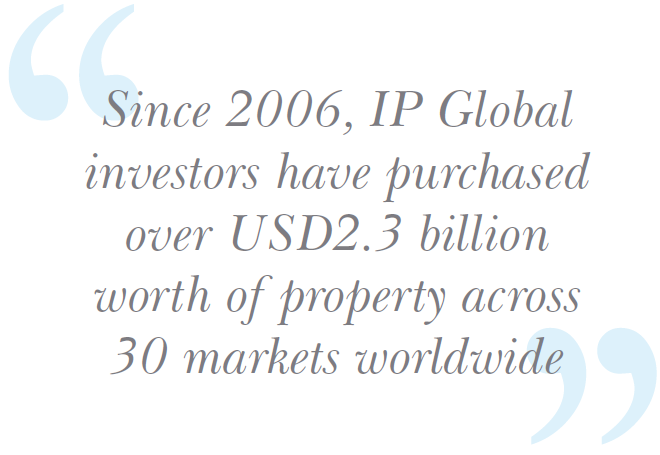 Since 2006, IP Global
investors have purchased
over USD2.3 billion
worth of property across
30 markets worldwide